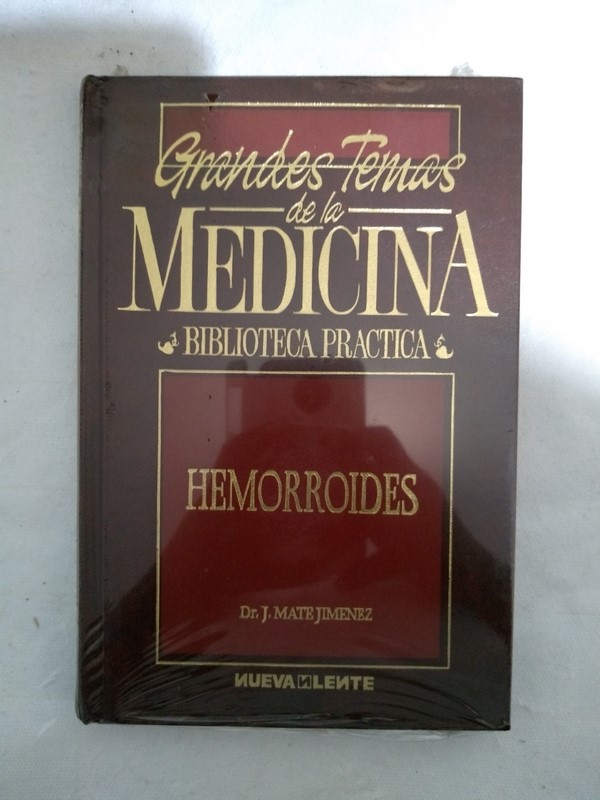 Grandes Temas
de la
MEDICINA
BIBLIOTECA PRACTICA
HEMORROIDES
Dr. J. MATE JIMENEZ
NUEVA LENTE